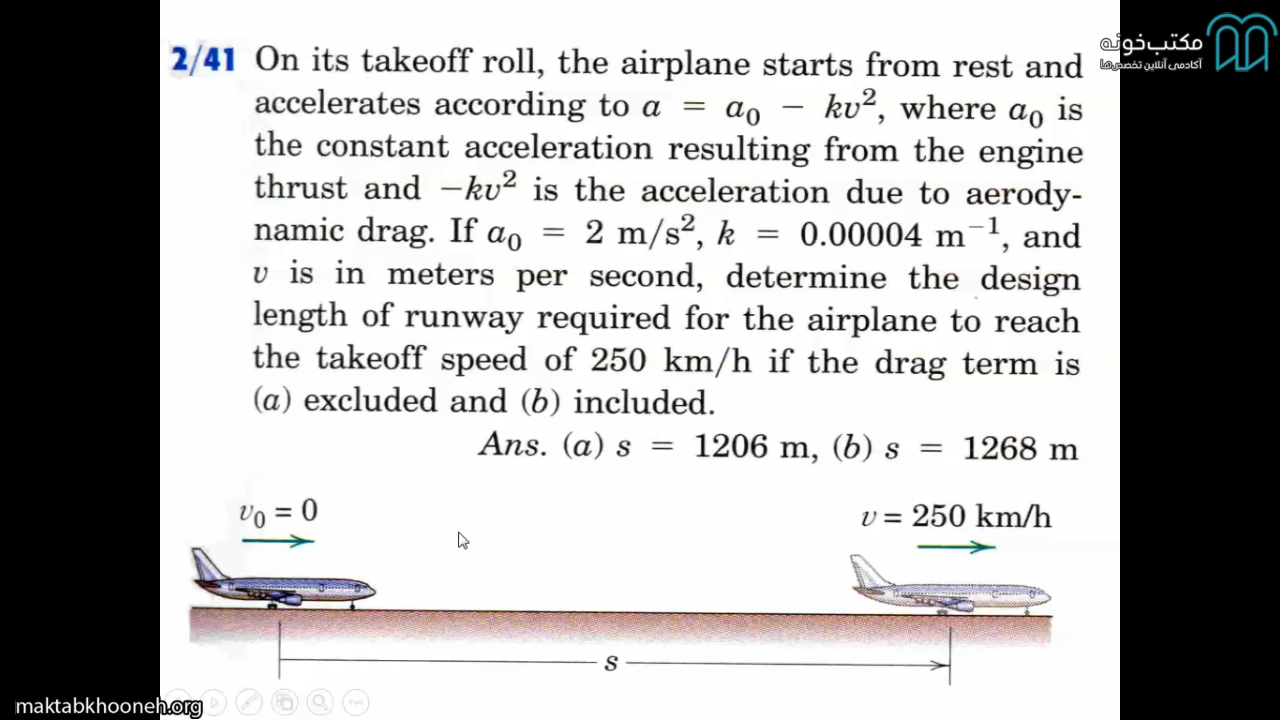 مکتب‌خونه
آکادمی آنلاین تخصص‌ها
2/41 On its takeoff roll, the airplane starts from rest and
accelerates according to a = a₀ − kv², where a₀ is
the constant acceleration resulting from the engine
thrust and −kv² is the acceleration due to aerody-
namic drag. If a₀ = 2 m/s², k = 0.00004 m⁻¹, and
v is in meters per second, determine the design
length of runway required for the airplane to reach
the takeoff speed of 250 km/h if the drag term is
(a) excluded and (b) included.
Ans. (a) s = 1206 m, (b) s = 1268 m
v₀ = 0
v = 250 km/h
s
maktabkhooneh.org